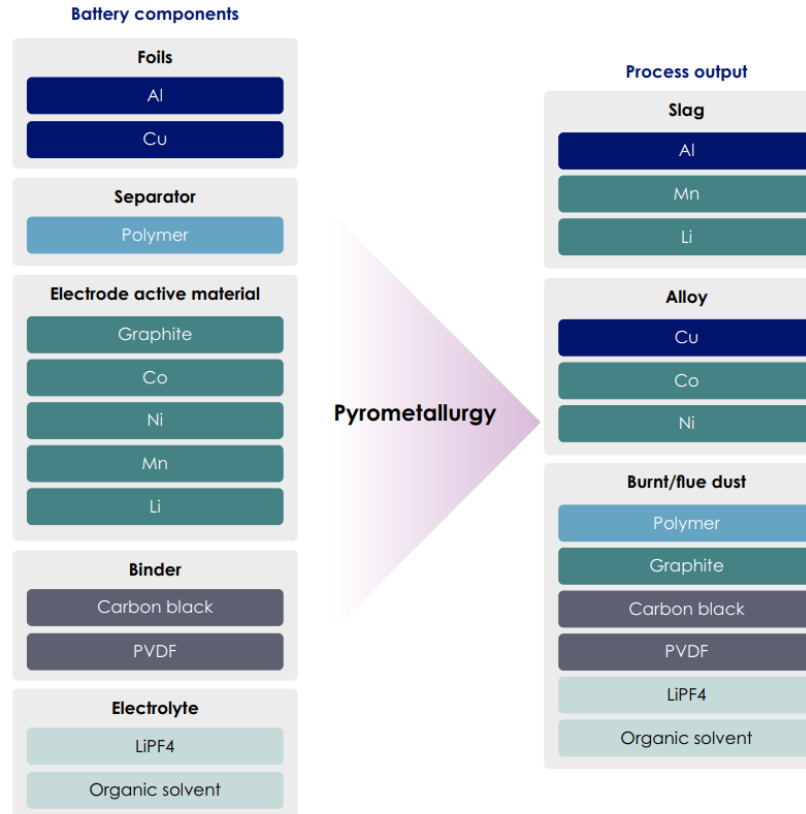 Battery components
Foils
Al
Cu
Separator
Polymer
Electrode active material
Graphite
Co
Ni
Mn
Li
Binder
Carbon black
PVDF
Electrolyte
LiPF4
Organic solvent
Pyrometallurgy
Process output
Slag
Al
Mn
Li
Alloy
Cu
Co
Ni
Burnt/flue dust
Polymer
Graphite
Carbon black
PVDF
LiPF4
Organic solvent